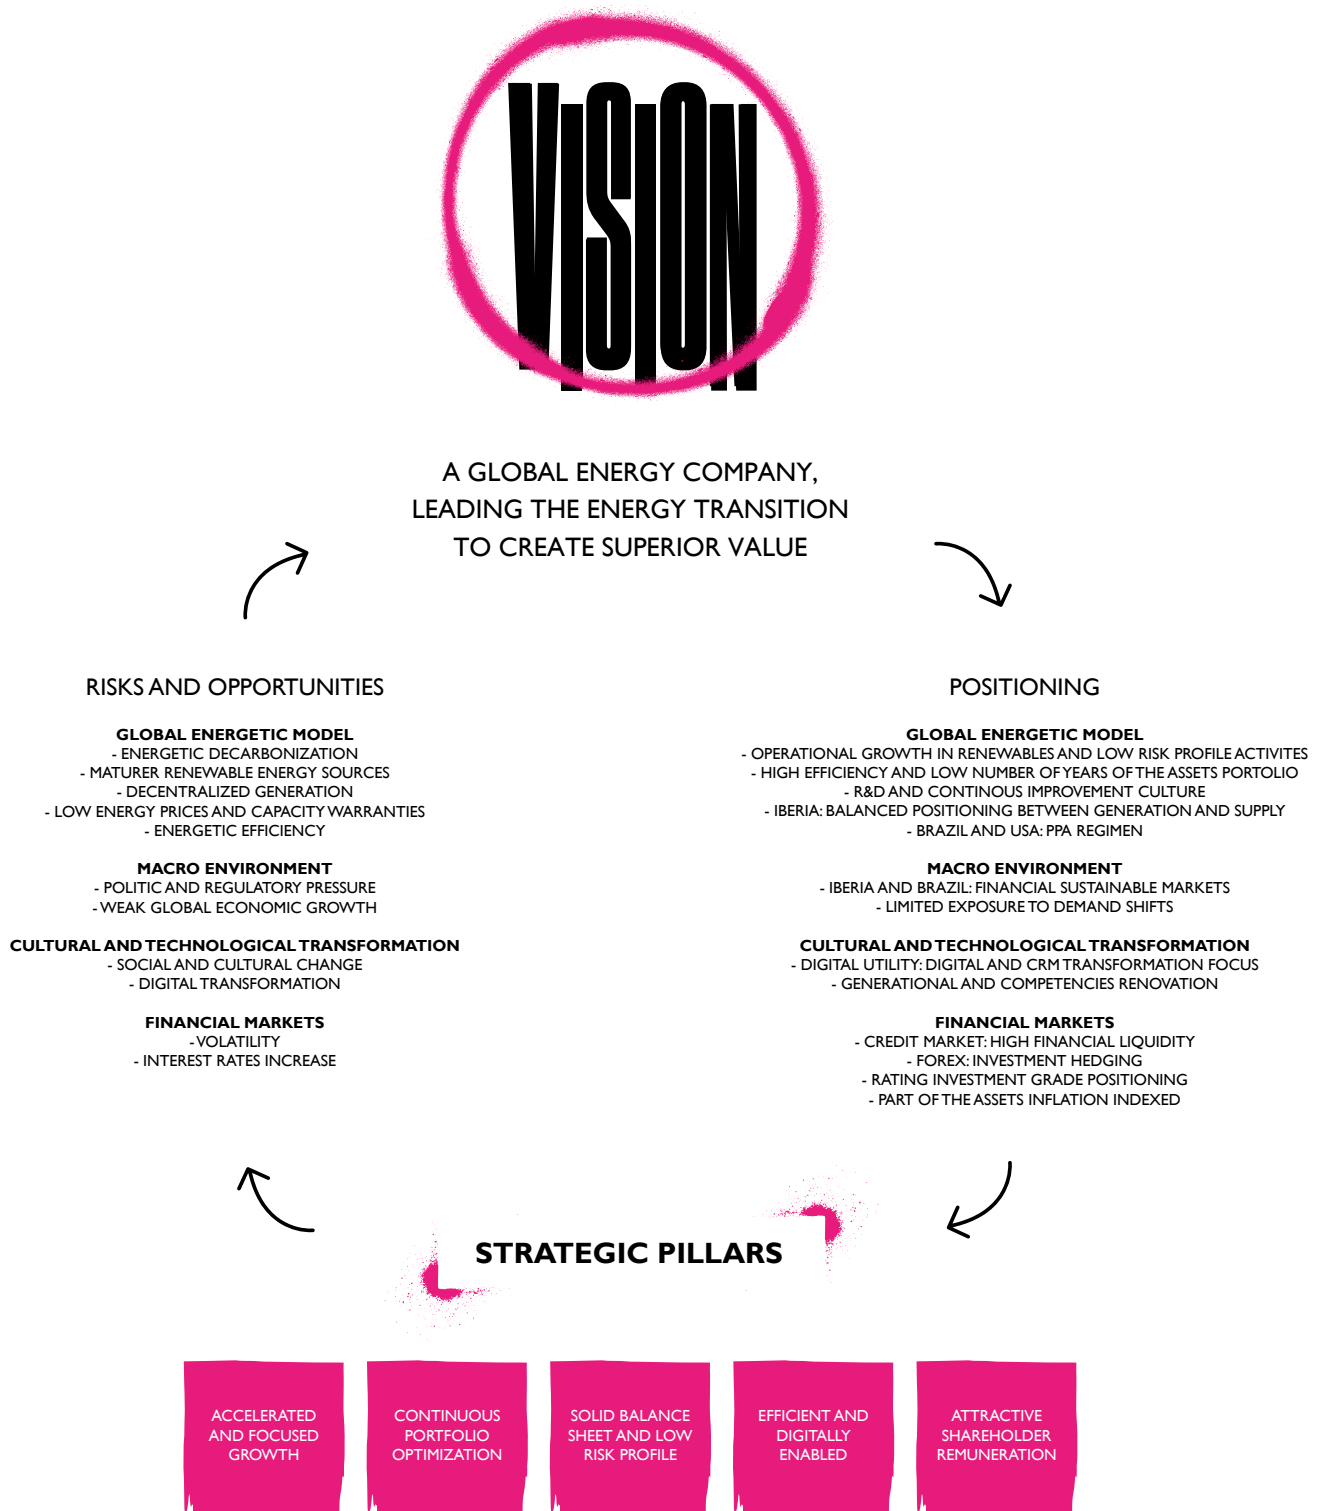 VISION
A GLOBAL ENERGY COMPANY,
LEADING THE ENERGY TRANSITION
TO CREATE SUPERIOR VALUE
RISKS AND OPPORTUNITIES
GLOBAL ENERGETIC MODEL
- ENERGETIC DECARBONIZATION
- MATURER RENEWABLE ENERGY SOURCES
- DECENTRALIZED GENERATION
- LOW ENERGY PRICES AND CAPACITY WARRANTIES
- ENERGETIC EFFICIENCY
MACRO ENVIRONMENT
- POLITIC AND REGULATORY PRESSURE
- WEAK GLOBAL ECONOMIC GROWTH
CULTURAL AND TECHNOLOGICAL TRANSFORMATION
- SOCIAL AND CULTURAL CHANGE
- DIGITAL TRANSFORMATION
FINANCIAL MARKETS
- VOLATILITY
- INTEREST RATES INCREASE
POSITIONING
GLOBAL ENERGETIC MODEL
- OPERATIONAL GROWTH IN RENEWABLES AND LOW RISK PROFILE ACTIVITES
- HIGH EFFICIENCY AND LOW NUMBER OF YEARS OF THE ASSETS PORTOLIO
- R&D AND CONTINOUS IMPROVEMENT CULTURE
- IBERIA: BALANCED POSITIONING BETWEEN GENERATION AND SUPPLY
- BRAZIL AND USA: PPA REGIMEN
MACRO ENVIRONMENT
- IBERIA AND BRAZIL: FINANCIAL SUSTAINABLE MARKETS
- LIMITED EXPOSURE TO DEMAND SHIFTS
CULTURAL AND TECHNOLOGICAL TRANSFORMATION
- DIGITAL UTILITY: DIGITAL AND CRM TRANSFORMATION FOCUS
- GENERATIONAL AND COMPETENCIES RENOVATION
FINANCIAL MARKETS
- CREDIT MARKET: HIGH FINANCIAL LIQUIDITY
- FOREX: INVESTMENT HEDGING
- RATING INVESTMENT GRADE POSITIONING
- PART OF THE ASSETS INFLATION INDEXED
STRATEGIC PILLARS
ACCELERATED
AND FOCUSED
GROWTH
CONTINUOUS
PORTFOLIO
OPTIMIZATION
SOLID BALANCE
SHEET AND LOW
RISK PROFILE
EFFICIENT AND
DIGITALLY
ENABLED
ATTRACTIVE
SHAREHOLDER
REMUNERATION